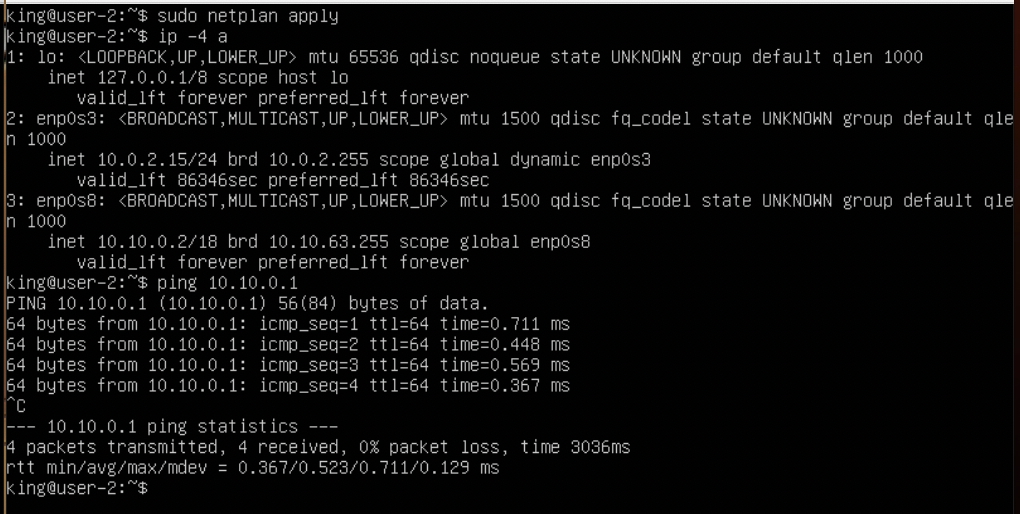 king@user-2:~$ sudo netplan apply
king@user-2:~$ ip -4 a
1: lo: <LOOPBACK,UP,LOWER_UP> mtu 65536 qdisc noqueue state UNKNOWN group default qlen 1000
    inet 127.0.0.1/8 scope host lo
       valid_lft forever preferred_lft forever
2: enp0s3: <BROADCAST,MULTICAST,UP,LOWER_UP> mtu 1500 qdisc fq_codel state UNKNOWN group default qle
n 1000
    inet 10.0.2.15/24 brd 10.0.2.255 scope global dynamic enp0s3
       valid_lft 86346sec preferred_lft 86346sec
3: enp0s8: <BROADCAST,MULTICAST,UP,LOWER_UP> mtu 1500 qdisc fq_codel state UNKNOWN group default qle
n 1000
    inet 10.10.0.2/18 brd 10.10.63.255 scope global enp0s8
       valid_lft forever preferred_lft forever
king@user-2:~$ ping 10.10.0.1
PING 10.10.0.1 (10.10.0.1) 56(84) bytes of data.
64 bytes from 10.10.0.1: icmp_seq=1 ttl=64 time=0.711 ms
64 bytes from 10.10.0.1: icmp_seq=2 ttl=64 time=0.448 ms
64 bytes from 10.10.0.1: icmp_seq=3 ttl=64 time=0.569 ms
64 bytes from 10.10.0.1: icmp_seq=4 ttl=64 time=0.367 ms
^C
--- 10.10.0.1 ping statistics ---
4 packets transmitted, 4 received, 0% packet loss, time 3036ms
rtt min/avg/max/mdev = 0.367/0.523/0.711/0.129 ms
king@user-2:~$